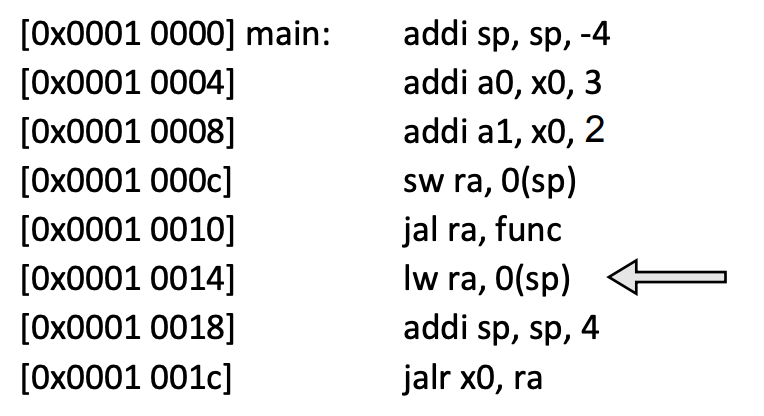 [0x0001 0000] main: addi sp, sp, -4
[0x0001 0004] addi a0, x0, 3
[0x0001 0008] addi a1, x0, 2
[0x0001 000c] sw ra, 0(sp)
[0x0001 0010] jal ra, func
[0x0001 0014] lw ra, 0(sp)
[0x0001 0018] addi sp, sp, 4
[0x0001 001c] jalr x0, ra